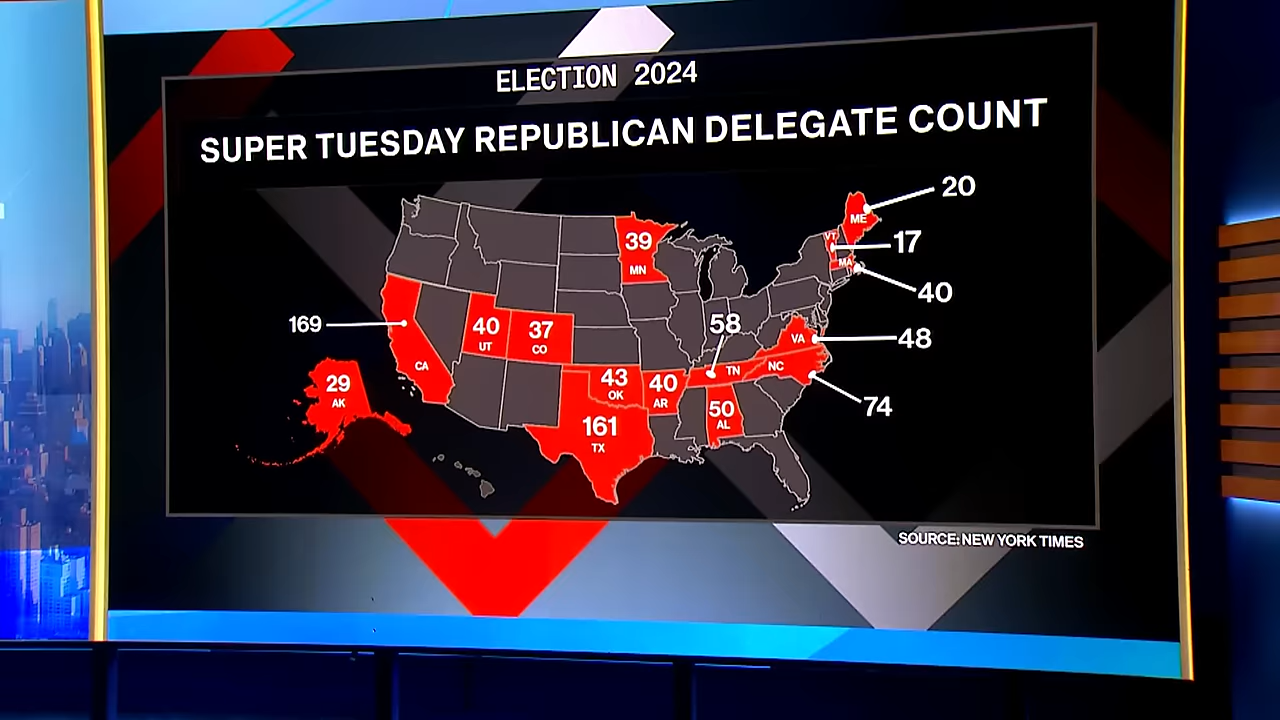 ELECTION 2024
SUPER TUESDAY REPUBLICAN DELEGATE COUNT
20
ME
VT
17
39
MN
MA
40
169
40
UT
37
CO
58
VA
48
CA
TN
NC
29
AK
43
OK
40
AR
74
50
AL
161
TX
SOURCE: NEW YORK TIMES